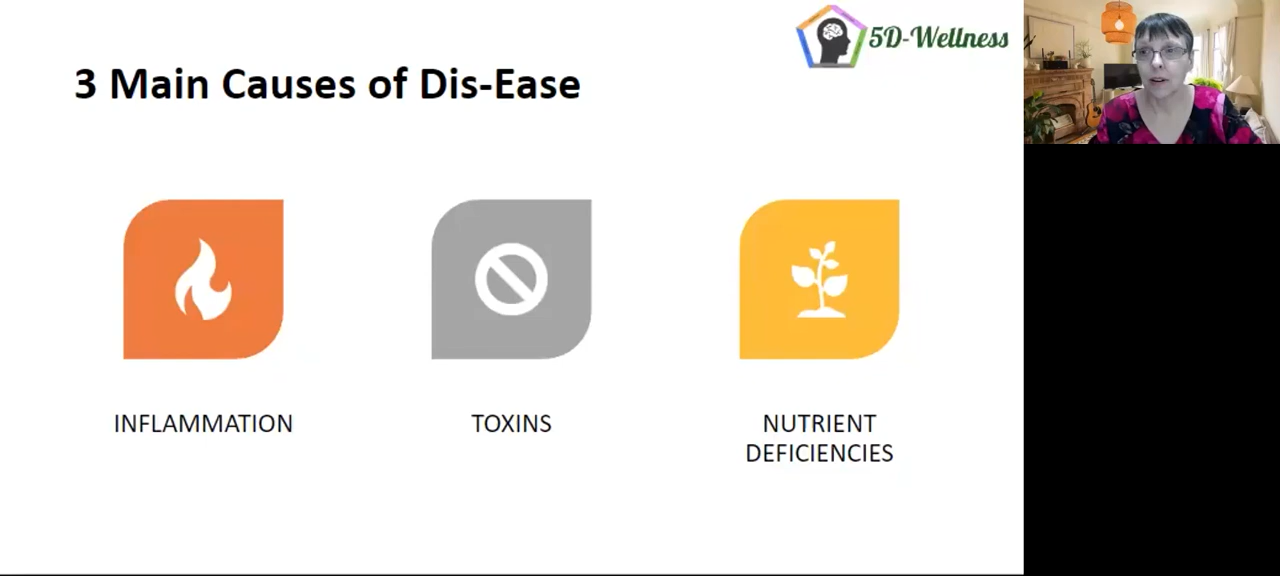 5D-Wellness
3 Main Causes of Dis-Ease
INFLAMMATION
TOXINS
NUTRIENT
DEFICIENCIES